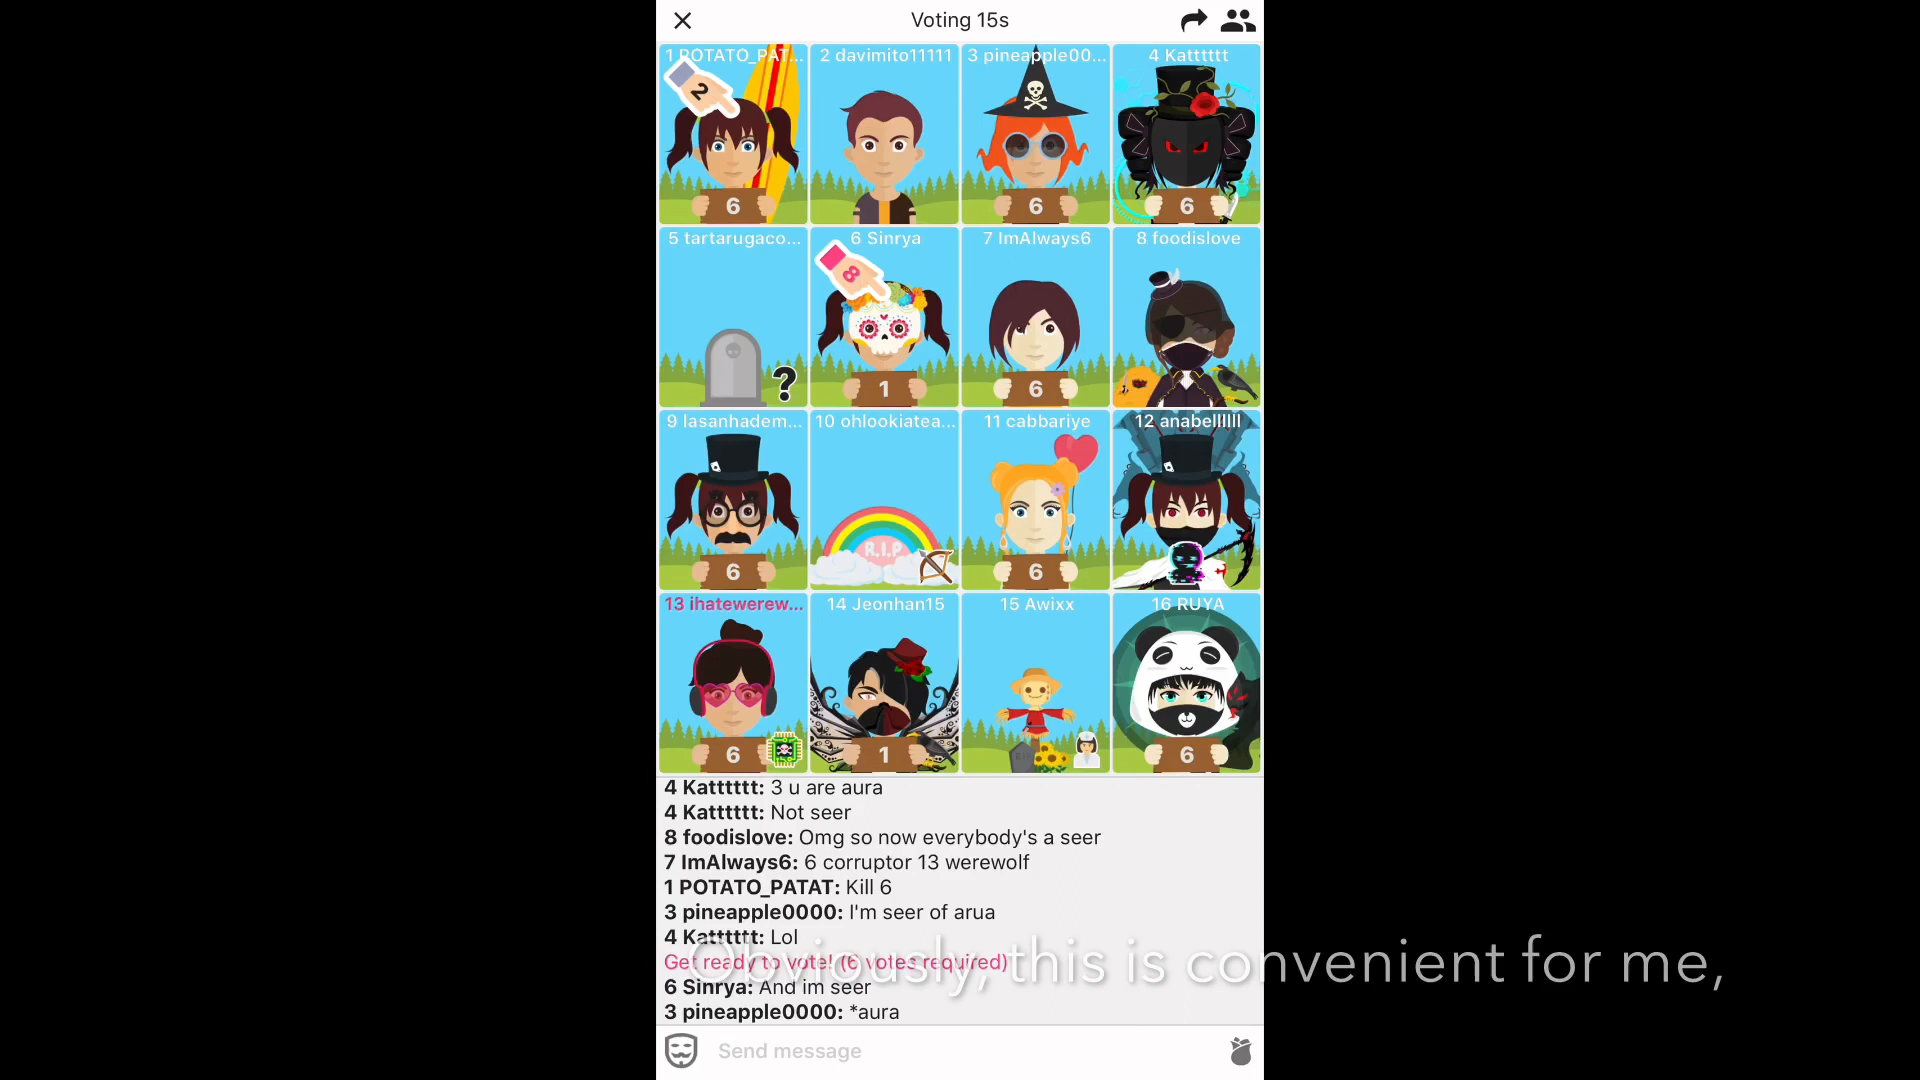 Voting 15s
1 POTATO_PAT...
2 davimito11111
3 pineapple00...
4 Katttttt
2
6
6
6
5 tartarugaco...
6 Sinrya
7 ImAlways6
8 foodislove
8
?
1
6
9 lasanhadem...
10 ohlookiatea...
11 cabbariye
12 anabellllll
R.I.P
6
6
13 ihatewerew...
14 Jeonhan15
15 Awixx
16 RUYA
6
1
6
4 Katttttt: 3 u are aura
4 Katttttt: Not seer
8 foodislove: Omg so now everybody's a seer
7 ImAlways6: 6 corruptor 13 werewolf
1 POTATO_PATAT: Kill 6
3 pineapple0000: I'm seer of arua
4 Katttttt: Lol
Get ready to vote! (6 votes required)
Obviously, this is convenient for me,
6 Sinrya: And im seer
3 pineapple0000: *aura
Send message